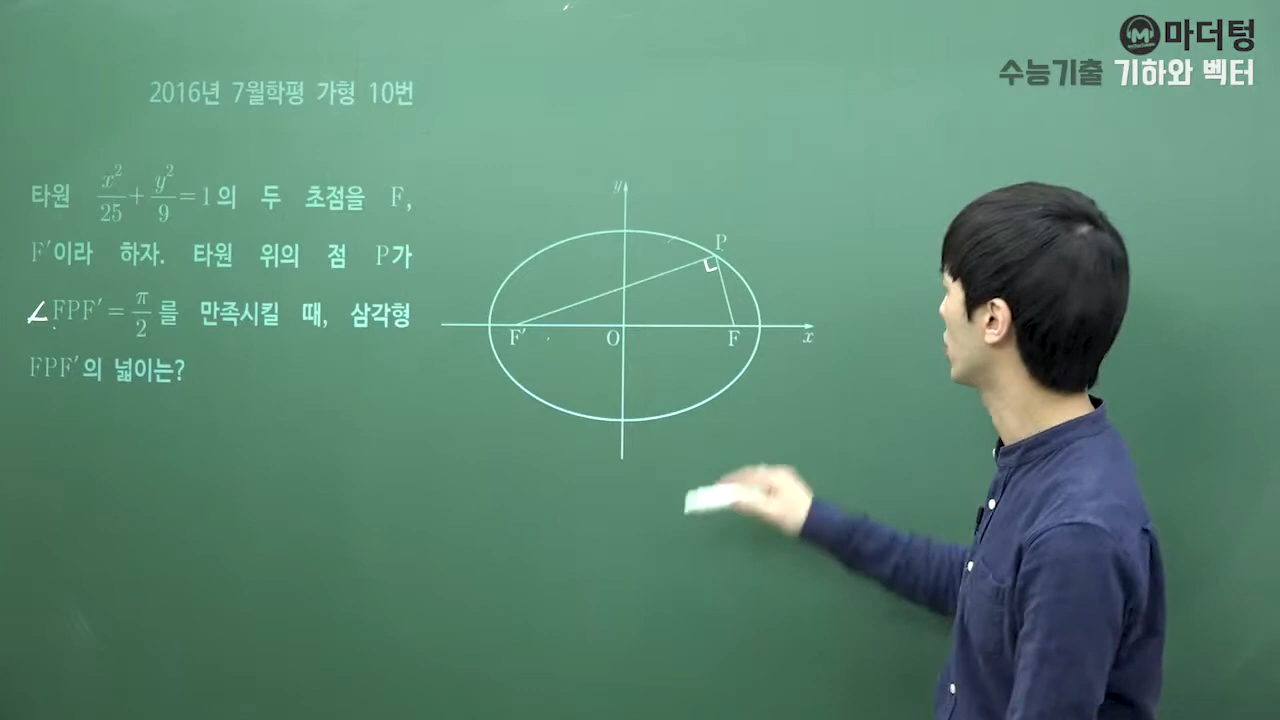 마더텅
수능기출 기하와 벡터
2016년 7월학평 가형 10번
타원 x²/25 + y²/9 = 1의 두 초점을 F,
F′이라 하자. 타원 위의 점 P가
∠FPF′ = π/2 를 만족시킬 때, 삼각형
FPF′의 넓이는?
y
P
F′ O F x